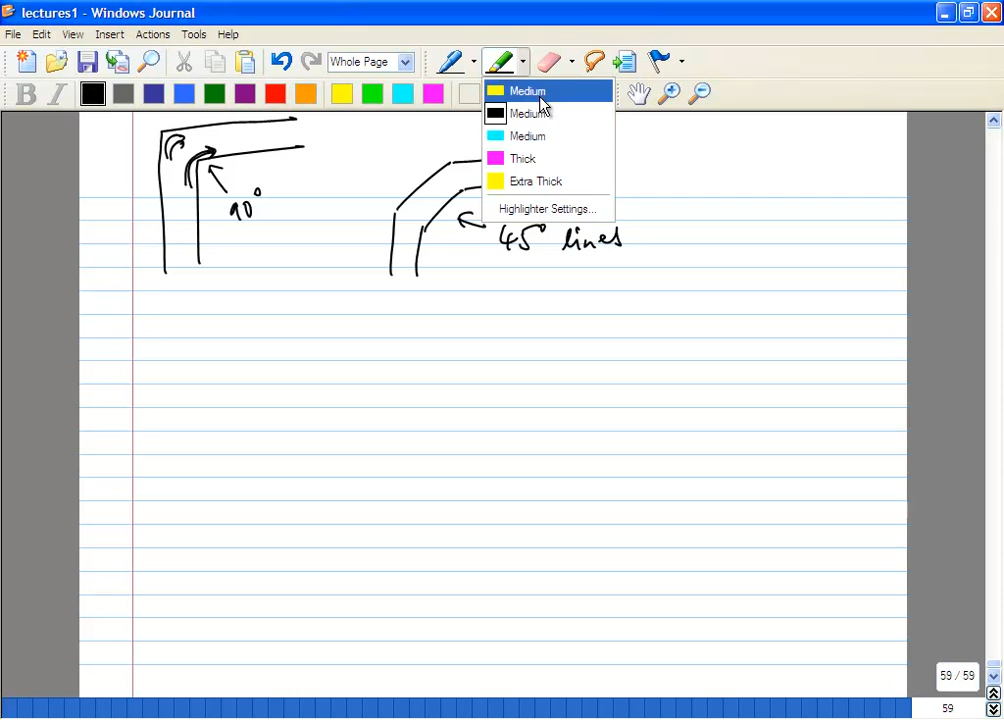 lectures1 - Windows Journal
File Edit View Insert Actions Tools Help
Whole Page
B I
Medium
Medium
Medium
Thick
Extra Thick
Highlighter Settings...
90°
45° lines
59 / 59
59